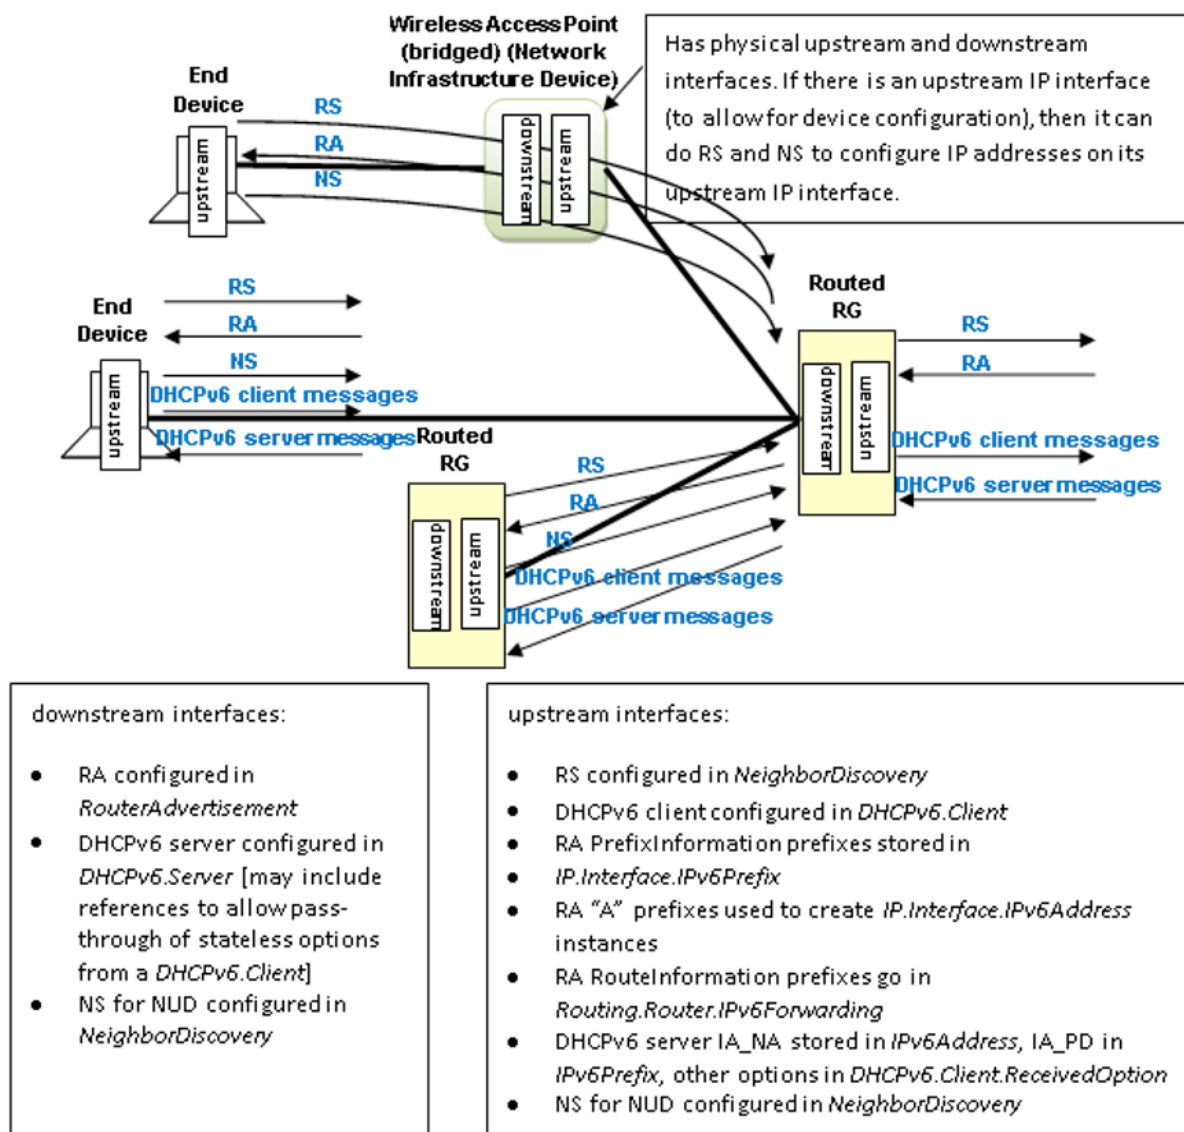 Wireless Access Point
(bridged) (Network
Infrastructure Device)
Has physical upstream and downstream
interfaces. If there is an upstream IP interface
(to allow for device configuration), then it can
do RS and NS to configure IP addresses on its
upstream IP interface.
End
Device
upstream
RS
RA
NS
downstream
upstream
End
Device
upstream
RS
RA
NS
DHCPv6 client messages
DHCPv6 server messages
Routed
RG
downstream
upstream
RS
RA
DHCPv6 client messages
DHCPv6 server messages
Routed
RG
downstream
upstream
RS
RA
NS
DHCPv6 client messages
DHCPv6 server messages
downstream interfaces:
● RA configured in
RouterAdvertisement
● DHCPv6 server configured in
DHCPv6.Server [may include
references to allow pass-
through of stateless options
from a DHCPv6.Client]
● NS for NUD configured in
NeighborDiscovery
upstream interfaces:
● RS configured in NeighborDiscovery
● DHCPv6 client configured in DHCPv6.Client
● RA PrefixInformation prefixes stored in
● IP.Interface.IPv6Prefix
● RA “A” prefixes used to create IP.Interface.IPv6Address
instances
● RA RouteInformation prefixes go in
Routing.Router.IPv6Forwarding
● DHCPv6 server IA_NA stored in IPv6Address, IA_PD in
IPv6Prefix, other options in DHCPv6.Client.ReceivedOption
● NS for NUD configured in NeighborDiscovery